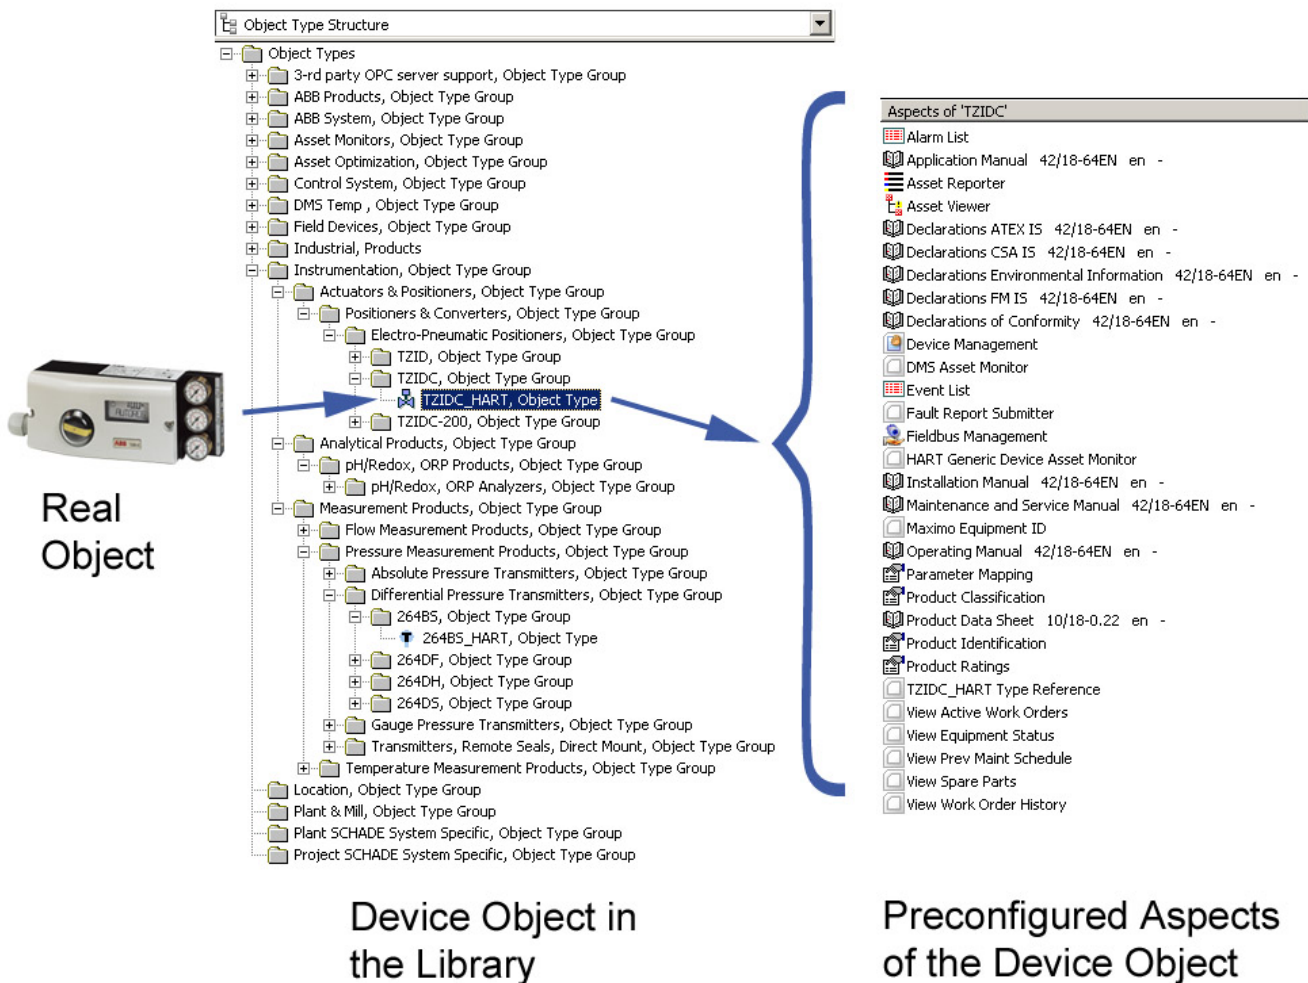 Object Type Structure
Object Types
3-rd party OPC server support, Object Type Group
ABB Products, Object Type Group
ABB System, Object Type Group
Asset Monitors, Object Type Group
Asset Optimization, Object Type Group
Control System, Object Type Group
DMS Temp , Object Type Group
Field Devices, Object Type Group
Industrial, Products
Instrumentation, Object Type Group
Actuators & Positioners, Object Type Group
Positioners & Converters, Object Type Group
Electro-Pneumatic Positioners, Object Type Group
TZID, Object Type Group
TZIDC, Object Type Group
TZIDC_HART, Object Type
TZIDC-200, Object Type Group
Analytical Products, Object Type Group
pH/Redox, ORP Products, Object Type Group
pH/Redox, ORP Analyzers, Object Type Group
Measurement Products, Object Type Group
Flow Measurement Products, Object Type Group
Pressure Measurement Products, Object Type Group
Absolute Pressure Transmitters, Object Type Group
Differential Pressure Transmitters, Object Type Group
264BS, Object Type Group
264BS_HART, Object Type
264DF, Object Type Group
264DH, Object Type Group
264DS, Object Type Group
Gauge Pressure Transmitters, Object Type Group
Transmitters, Remote Seals, Direct Mount, Object Type Group
Temperature Measurement Products, Object Type Group
Location, Object Type Group
Plant & Mill, Object Type Group
Plant SCHADE System Specific, Object Type Group
Project SCHADE System Specific, Object Type Group
ABB
Real
Object
Aspects of 'TZIDC'
Alarm List
Application Manual 42/18-64EN en -
Asset Reporter
Asset Viewer
Declarations ATEX IS 42/18-64EN en -
Declarations CSA IS 42/18-64EN en -
Declarations Environmental Information 42/18-64EN en -
Declarations FM IS 42/18-64EN en -
Declarations of Conformity 42/18-64EN en -
Device Management
DMS Asset Monitor
Event List
Fault Report Submitter
Fieldbus Management
HART Generic Device Asset Monitor
Installation Manual 42/18-64EN en -
Maintenance and Service Manual 42/18-64EN en -
Maximo Equipment ID
Operating Manual 42/18-64EN en -
Parameter Mapping
Product Classification
Product Data Sheet 10/18-0.22 en -
Product Identification
Product Ratings
TZIDC_HART Type Reference
View Active Work Orders
View Equipment Status
View Prev Maint Schedule
View Spare Parts
View Work Order History
Device Object in
the Library
Preconfigured Aspects
of the Device Object